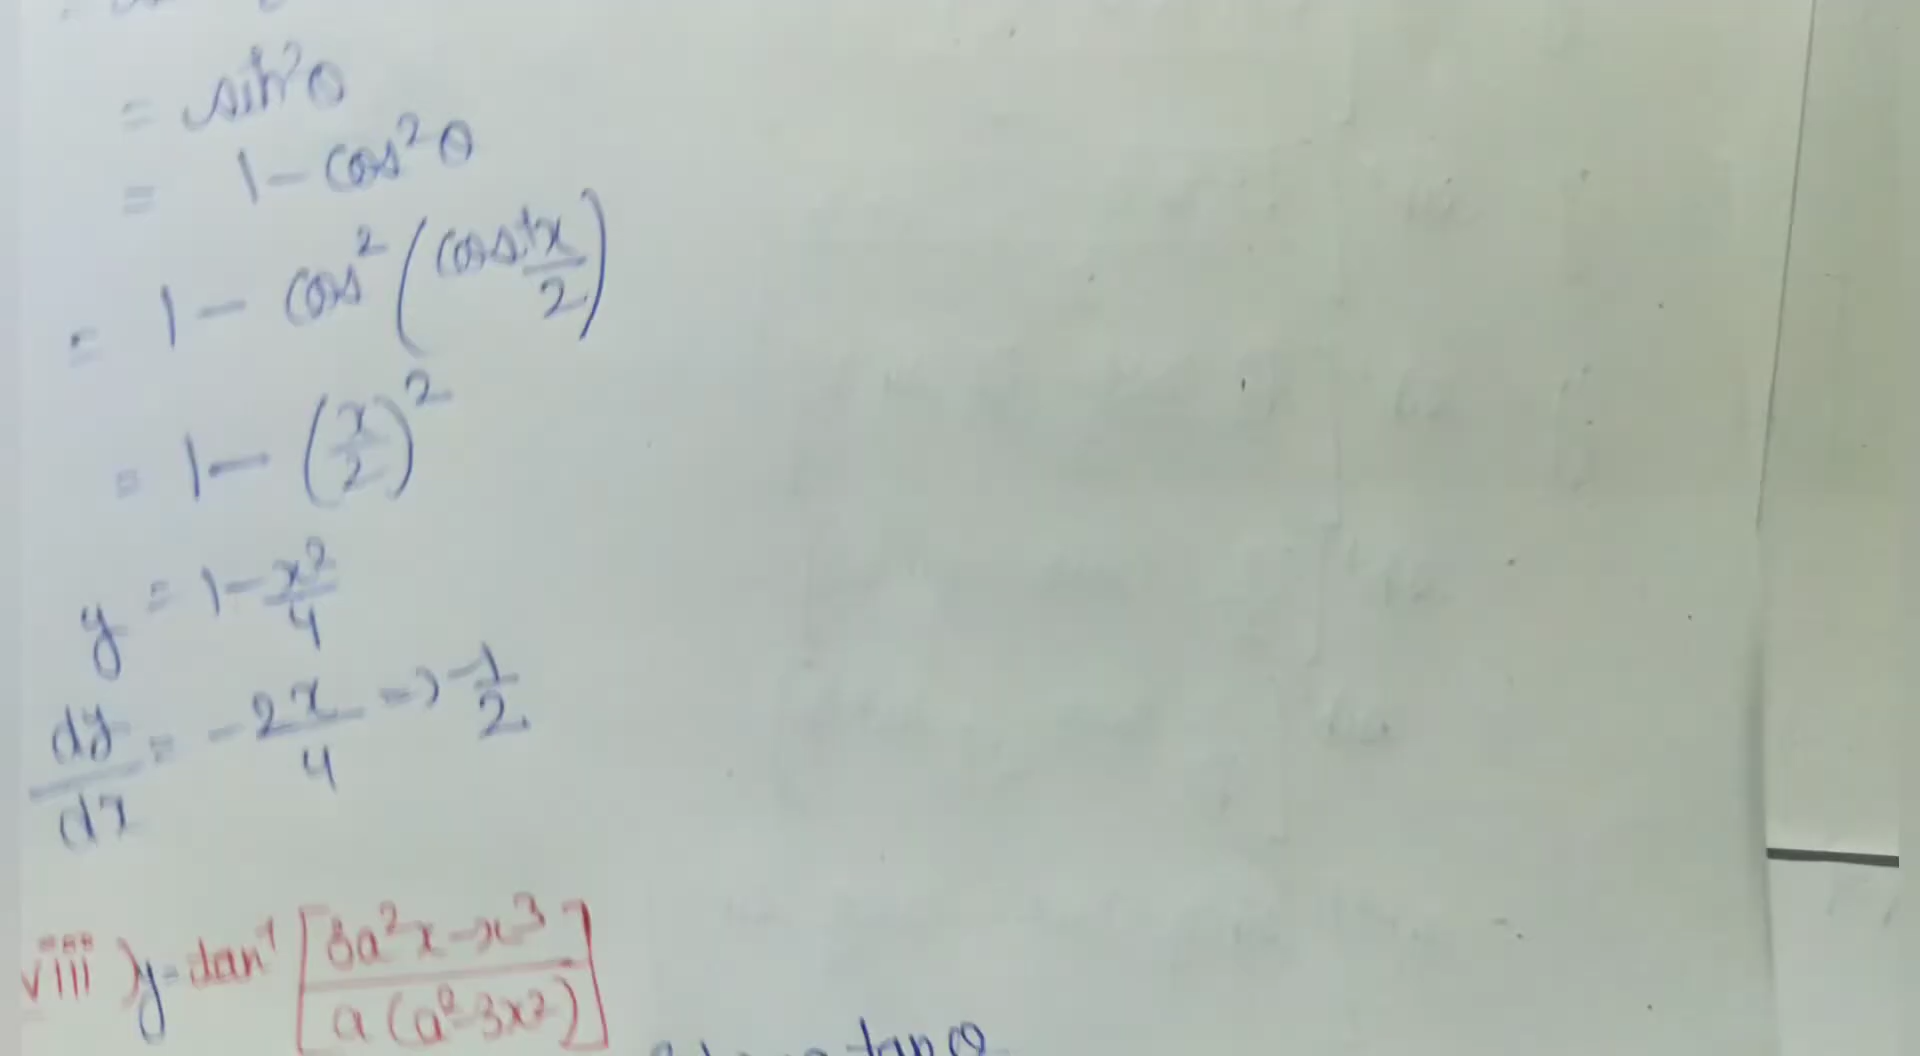 = sin²θ
= 1 - cos²θ
= 1 - cos² (cos⁻¹ x/2)
= 1 - (x/2)²
y = 1 - x²/4
dy/dx = -2x/4 => -1/2
viii) y = tan⁻¹ [3a²x - x³ / a(a² - 3x²)]
tan θ